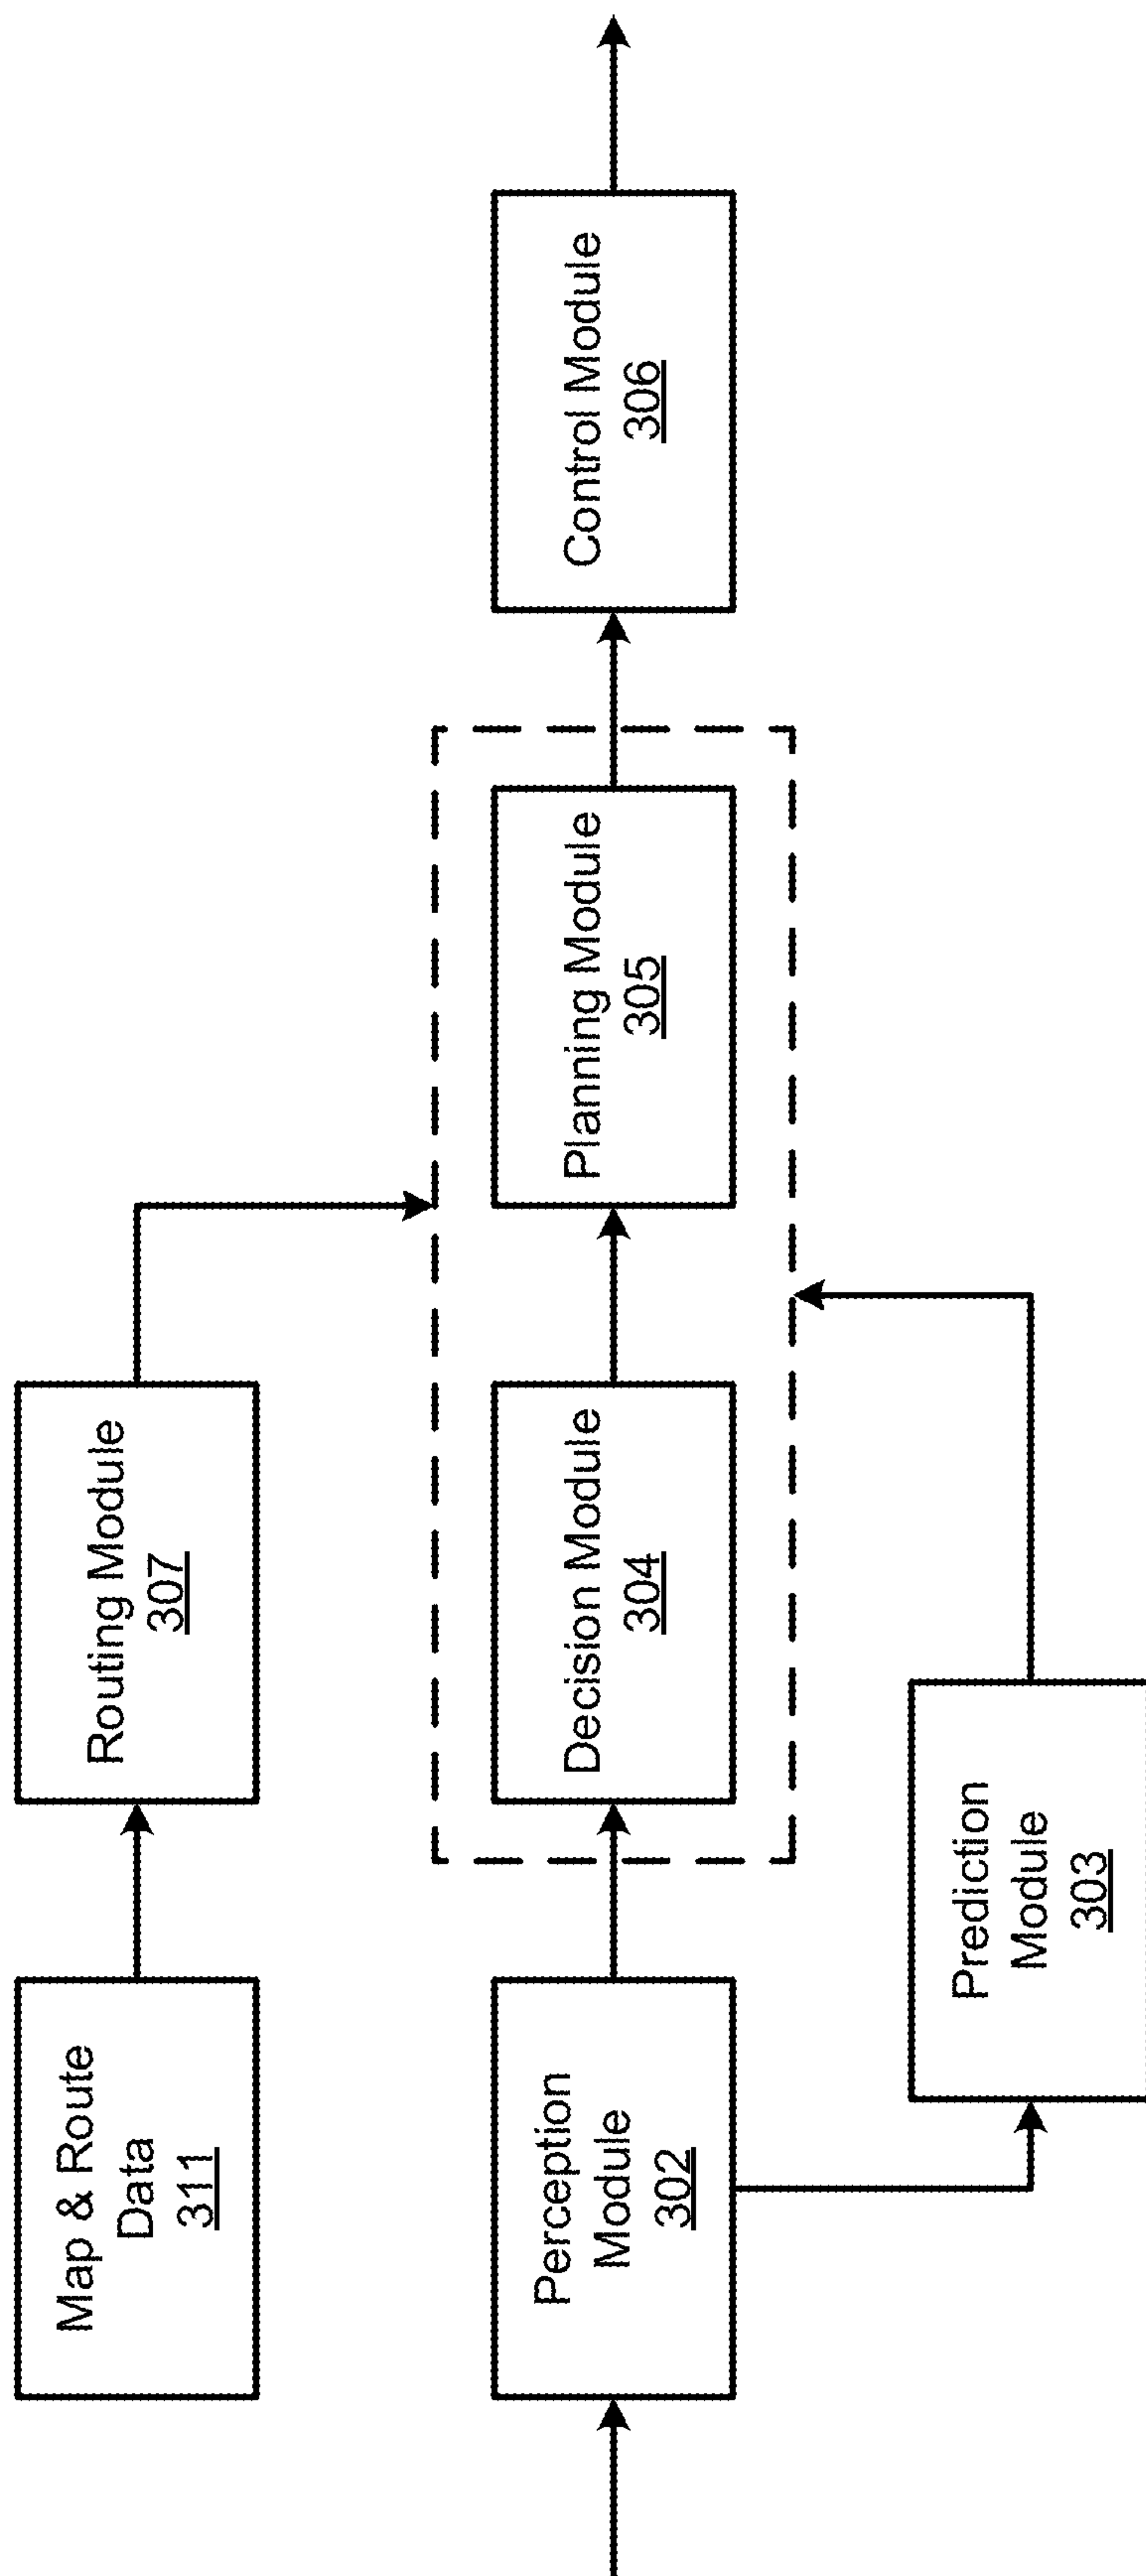 Map & Route
Data
311
Routing Module
307
Perception
Module
302
Decision Module
304
Planning Module
305
Control Module
306
Prediction
Module
303